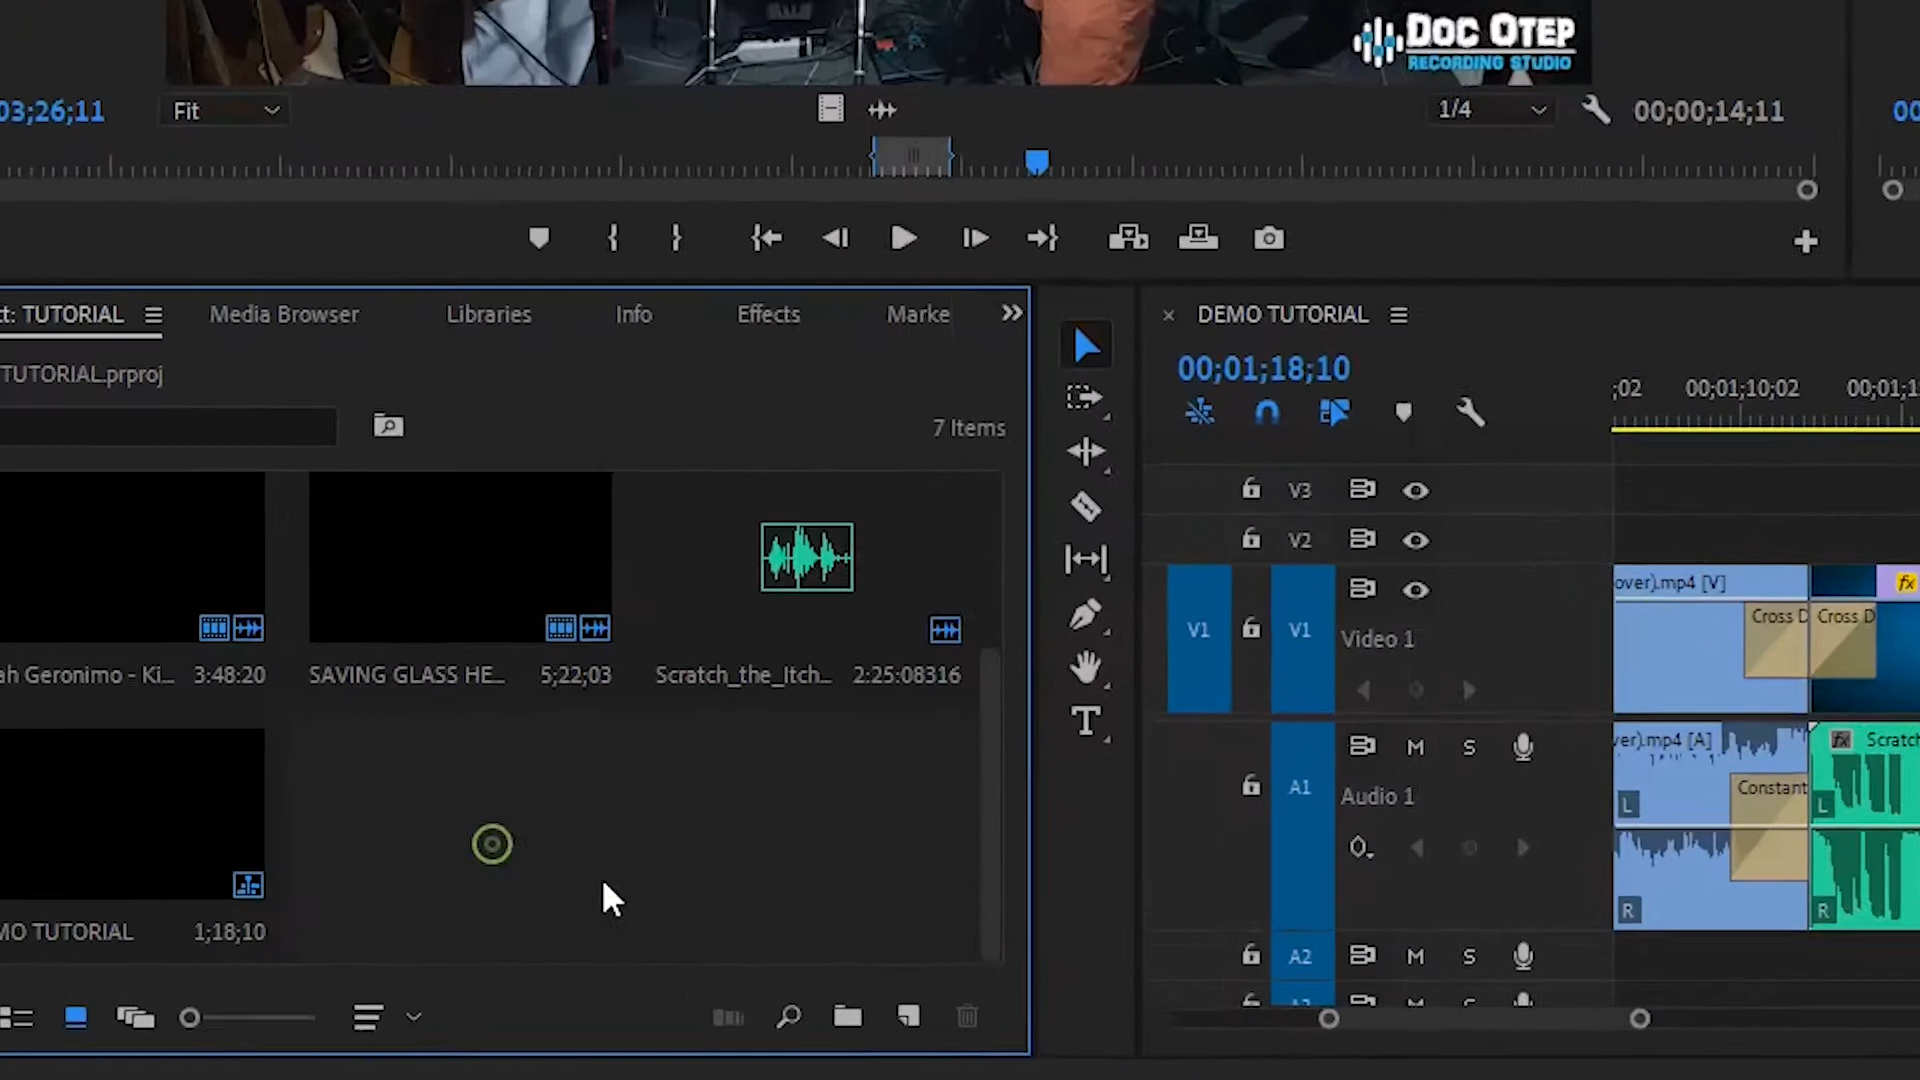 DOC OTEP
RECORDING STUDIO
03;26;11
Fit
1/4
00;00;14;11
00
ct: TUTORIAL
Media Browser
Libraries
Info
Effects
Marke
DEMO TUTORIAL
TUTORIAL.prproj
00;01;18;10
;02
00;01;10;02
00;01;1
7 Items
V3
V2
over).mp4 [V]
fx
Cross D
Cross D
V1
V1
Video 1
ah Geronimo - Ki...
3:48:20
SAVING GLASS HE...
5;22;03
Scratch_the_Itch...
2:25:08316
M
S
ver).mp4 [A]
fx
Scratch
A1
Audio 1
Constant
L
L
R
R
MO TUTORIAL
1;18;10
A2
M
S